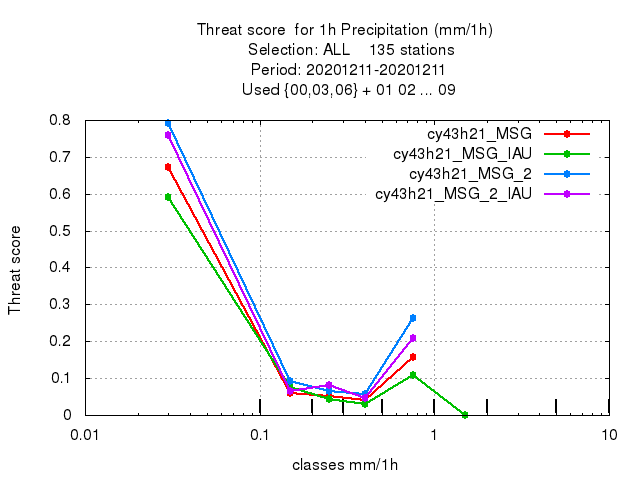 Threat score  for 1h Precipitation (mm/1h)
Selection: ALL    135 stations
Period: 20201211-20201211
Used {00,03,06} + 01 02 ... 09
cy43h21_MSG
cy43h21_MSG_IAU
cy43h21_MSG_2
cy43h21_MSG_2_IAU
Threat score
0.8
0.7
0.6
0.5
0.4
0.3
0.2
0.1
0
0.01
0.1
1
10
classes mm/1h